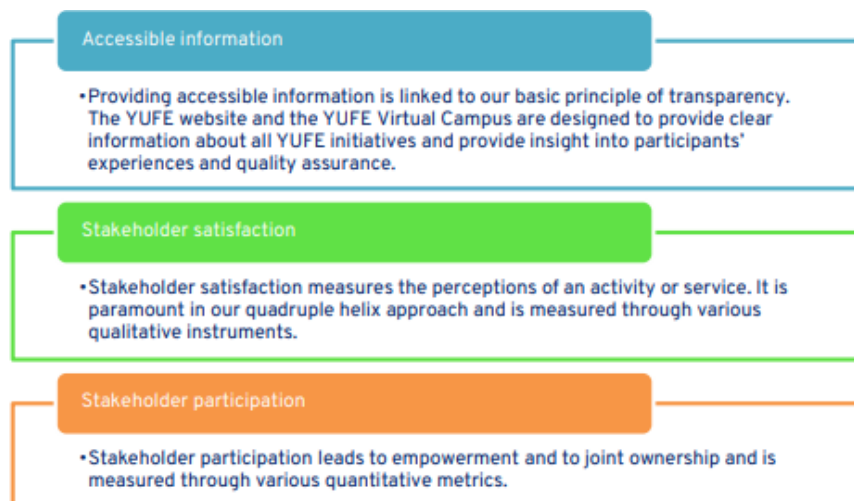 Accessible information
•Providing accessible information is linked to our basic principle of transparency.
The YUFE website and the YUFE Virtual Campus are designed to provide clear
information about all YUFE initiatives and provide insight into participants'
experiences and quality assurance.
Stakeholder satisfaction
•Stakeholder satisfaction measures the perceptions of an activity or service. It is
paramount in our quadruple helix approach and is measured through various
qualitative instruments.
Stakeholder participation
•Stakeholder participation leads to empowerment and to joint ownership and is
measured through various quantitative metrics.